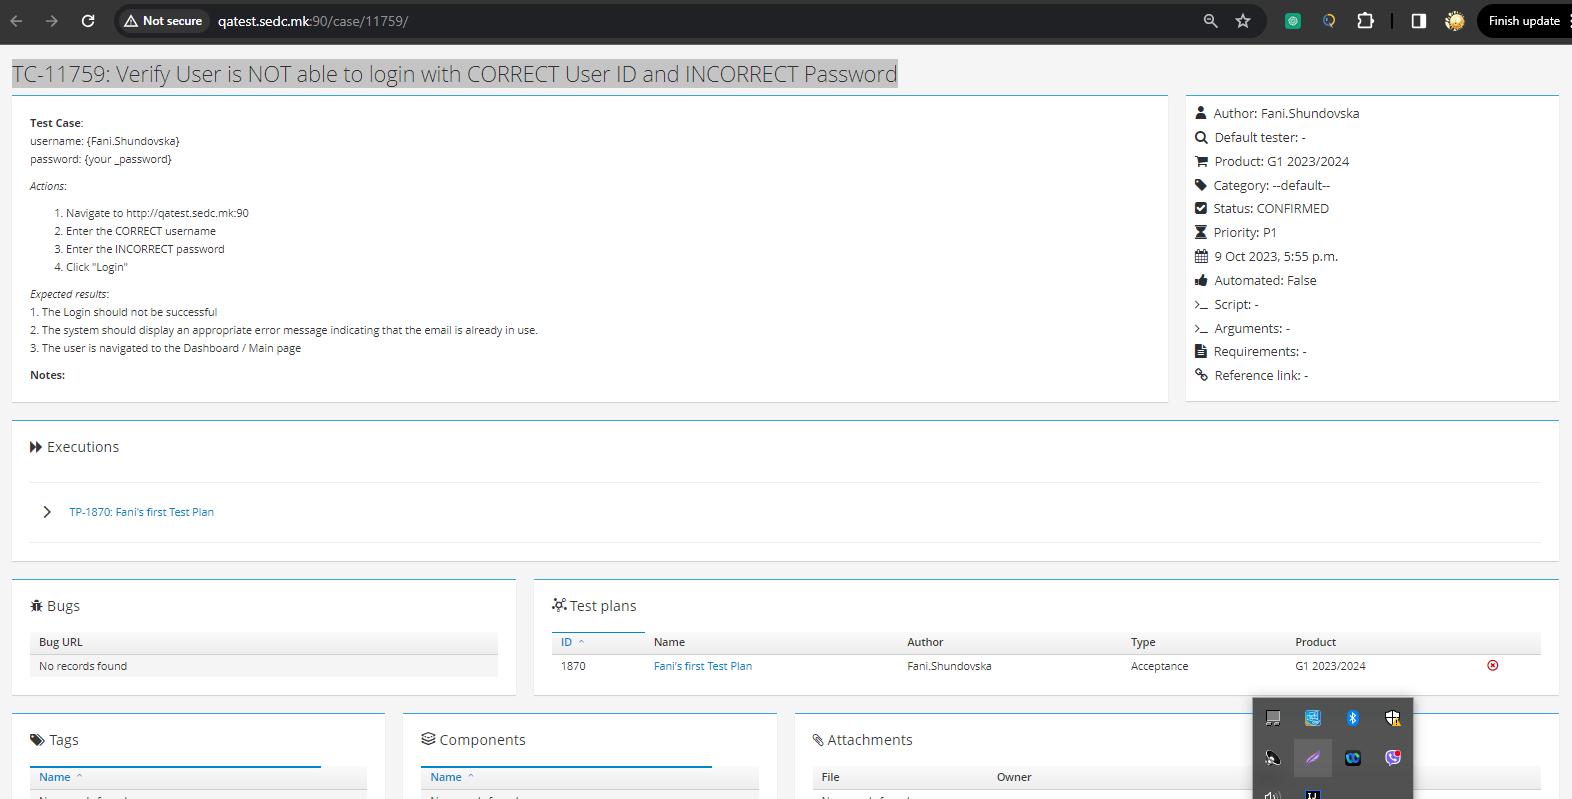 Not secure
qatest.sedc.mk:90/case/11759/
Finish update
TC-11759: Verify User is NOT able to login with CORRECT User ID and INCORRECT Password
Test Case:
username: {Fani.Shundovska}
password: {your _password}
Actions:
1. Navigate to http://qatest.sedc.mk:90
2. Enter the CORRECT username
3. Enter the INCORRECT password
4. Click "Login"
Expected results:
1. The Login should not be successful
2. The system should display an appropriate error message indicating that the email is already in use.
3. The user is navigated to the Dashboard / Main page
Notes:
Author: Fani.Shundovska
Default tester: -
Product: G1 2023/2024
Category: --default--
Status: CONFIRMED
Priority: P1
9 Oct 2023, 5:55 p.m.
Automated: False
Script: -
Arguments: -
Requirements: -
Reference link: -
Executions
TP-1870: Fani's first Test Plan
Bugs
Bug URL
No records found
Test plans
ID Name Author Type Product
1870 Fani's first Test Plan Fani.Shundovska Acceptance G1 2023/2024
Tags
Name
Components
Name
Attachments
File Owner